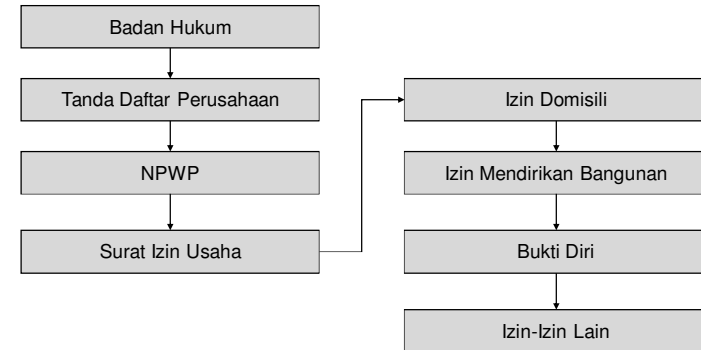 Badan Hukum
Tanda Daftar Perusahaan
NPWP
Surat Izin Usaha
Izin Domisili
Izin Mendirikan Bangunan
Bukti Diri
Izin-Izin Lain